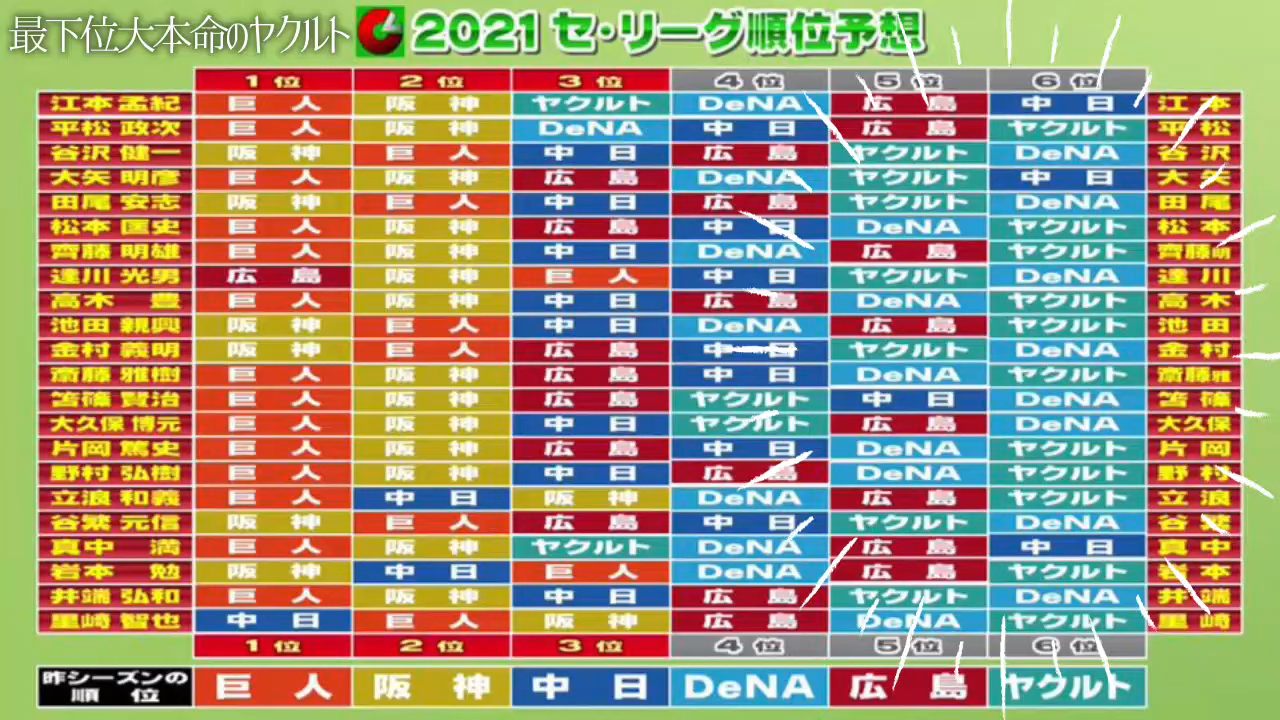 最下位大本命のヤクルト 2021 セ・リーグ順位予想
1位 2位 3位 4位 5位 6位
江本 孟紀 巨人 阪神 ヤクルト DeNA 広島 中日 江本
平松 政次 巨人 阪神 DeNA 中日 広島 ヤクルト 平松
谷沢 健一 阪神 巨人 中日 広島 ヤクルト DeNA 谷沢
大矢 明彦 巨人 阪神 広島 DeNA ヤクルト 中日 大矢
田尾 安志 阪神 巨人 中日 広島 ヤクルト DeNA 田尾
松本 匡史 巨人 阪神 広島 中日 DeNA ヤクルト 松本
齊藤 明雄 巨人 阪神 中日 DeNA 広島 ヤクルト 齊藤明
達川 光男 広島 阪神 巨人 中日 ヤクルト DeNA 達川
高木 豊 巨人 阪神 中日 広島 DeNA ヤクルト 高木
池田 親興 阪神 巨人 中日 DeNA 広島 ヤクルト 池田
金村 義明 阪神 巨人 広島 中日 ヤクルト DeNA 金村
斎藤 雅樹 巨人 阪神 広島 中日 DeNA ヤクルト 斎藤雅
笘篠 賢治 巨人 阪神 広島 ヤクルト 中日 DeNA 笘篠
大久保 博元 巨人 阪神 中日 ヤクルト 広島 DeNA 大久保
片岡 篤史 巨人 阪神 広島 中日 DeNA ヤクルト 片岡
野村 弘樹 巨人 阪神 中日 広島 DeNA ヤクルト 野村
立浪 和義 巨人 中日 阪神 DeNA 広島 ヤクルト 立浪
谷繁 元信 阪神 巨人 広島 中日 ヤクルト DeNA 谷繁
真中 満 巨人 阪神 ヤクルト DeNA 広島 中日 真中
岩本 勉 阪神 中日 巨人 DeNA 広島 ヤクルト 岩本
井端 弘和 巨人 阪神 中日 広島 ヤクルト DeNA 井端
里崎 智也 中日 巨人 阪神 広島 DeNA ヤクルト 里崎
1位 2位 3位 4位 5位 6位
昨シーズンの順位 巨人 阪神 中日 DeNA 広島 ヤクルト